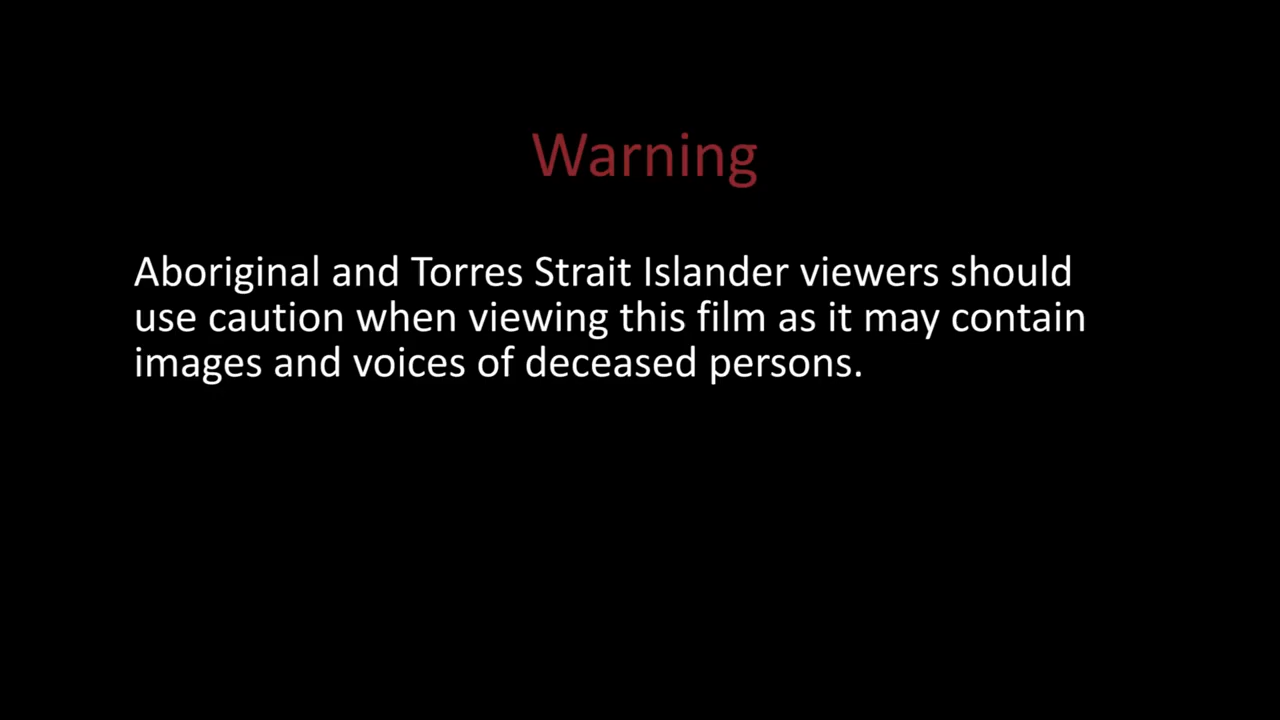 Warning
Aboriginal and Torres Strait Islander viewers should
use caution when viewing this film as it may contain
images and voices of deceased persons.